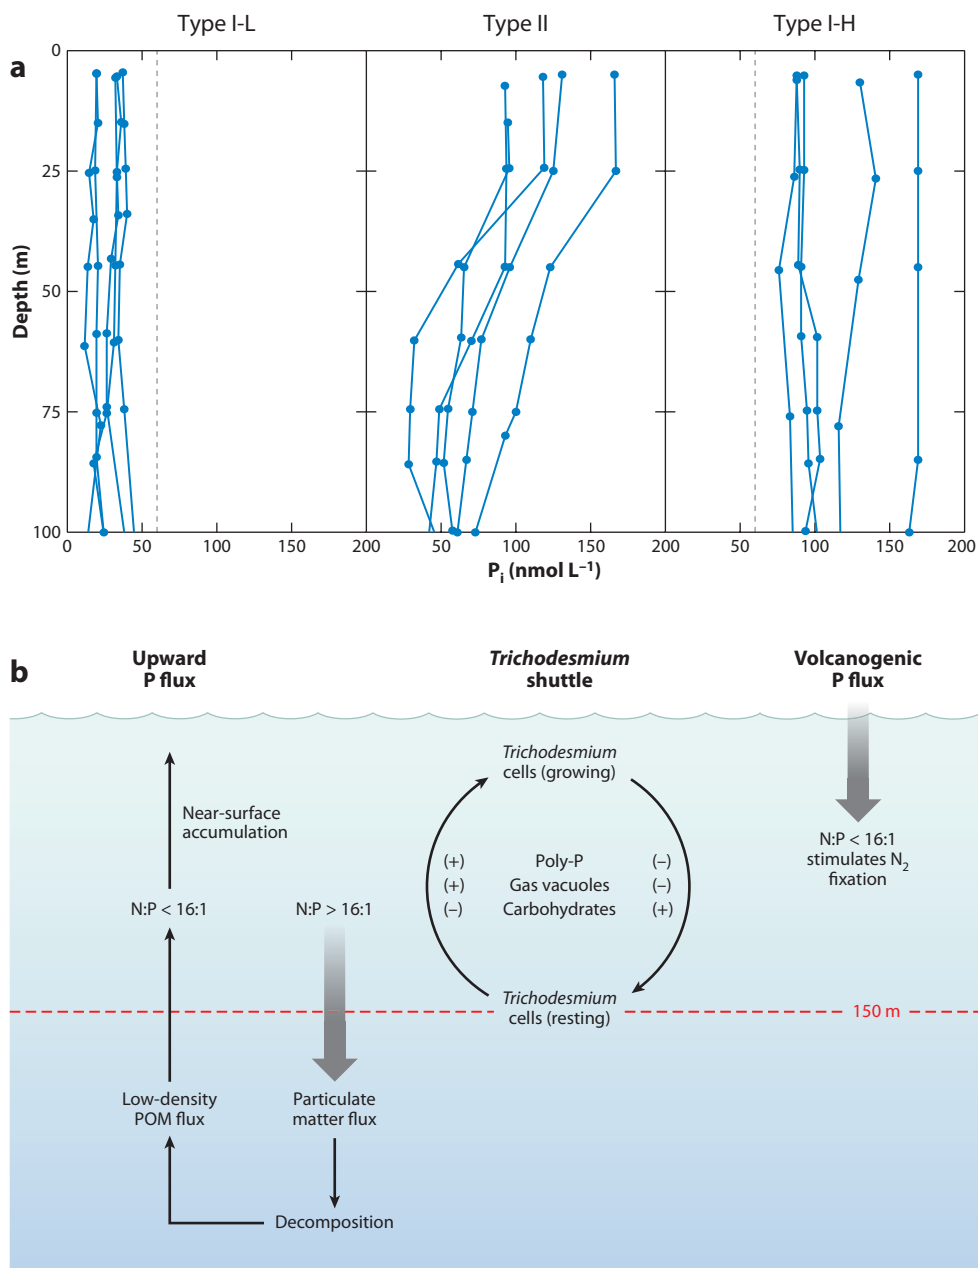 Type I-L
Type II
Type I-H
a
0
25
50
75
100
Depth (m)
0
50
100
150
200
50
100
150
200
50
100
150
200
P_i (nmol L⁻¹)
b
Upward
P flux
Trichodesmium
shuttle
Volcanogenic
P flux
Near-surface
accumulation
N:P < 16:1
N:P > 16:1
Low-density
POM flux
Particulate
matter flux
Decomposition
Trichodesmium
cells (growing)
(+) Poly-P (–)
(+) Gas vacuoles (–)
(–) Carbohydrates (+)
Trichodesmium
cells (resting)
N:P < 16:1
stimulates N₂
fixation
150 m